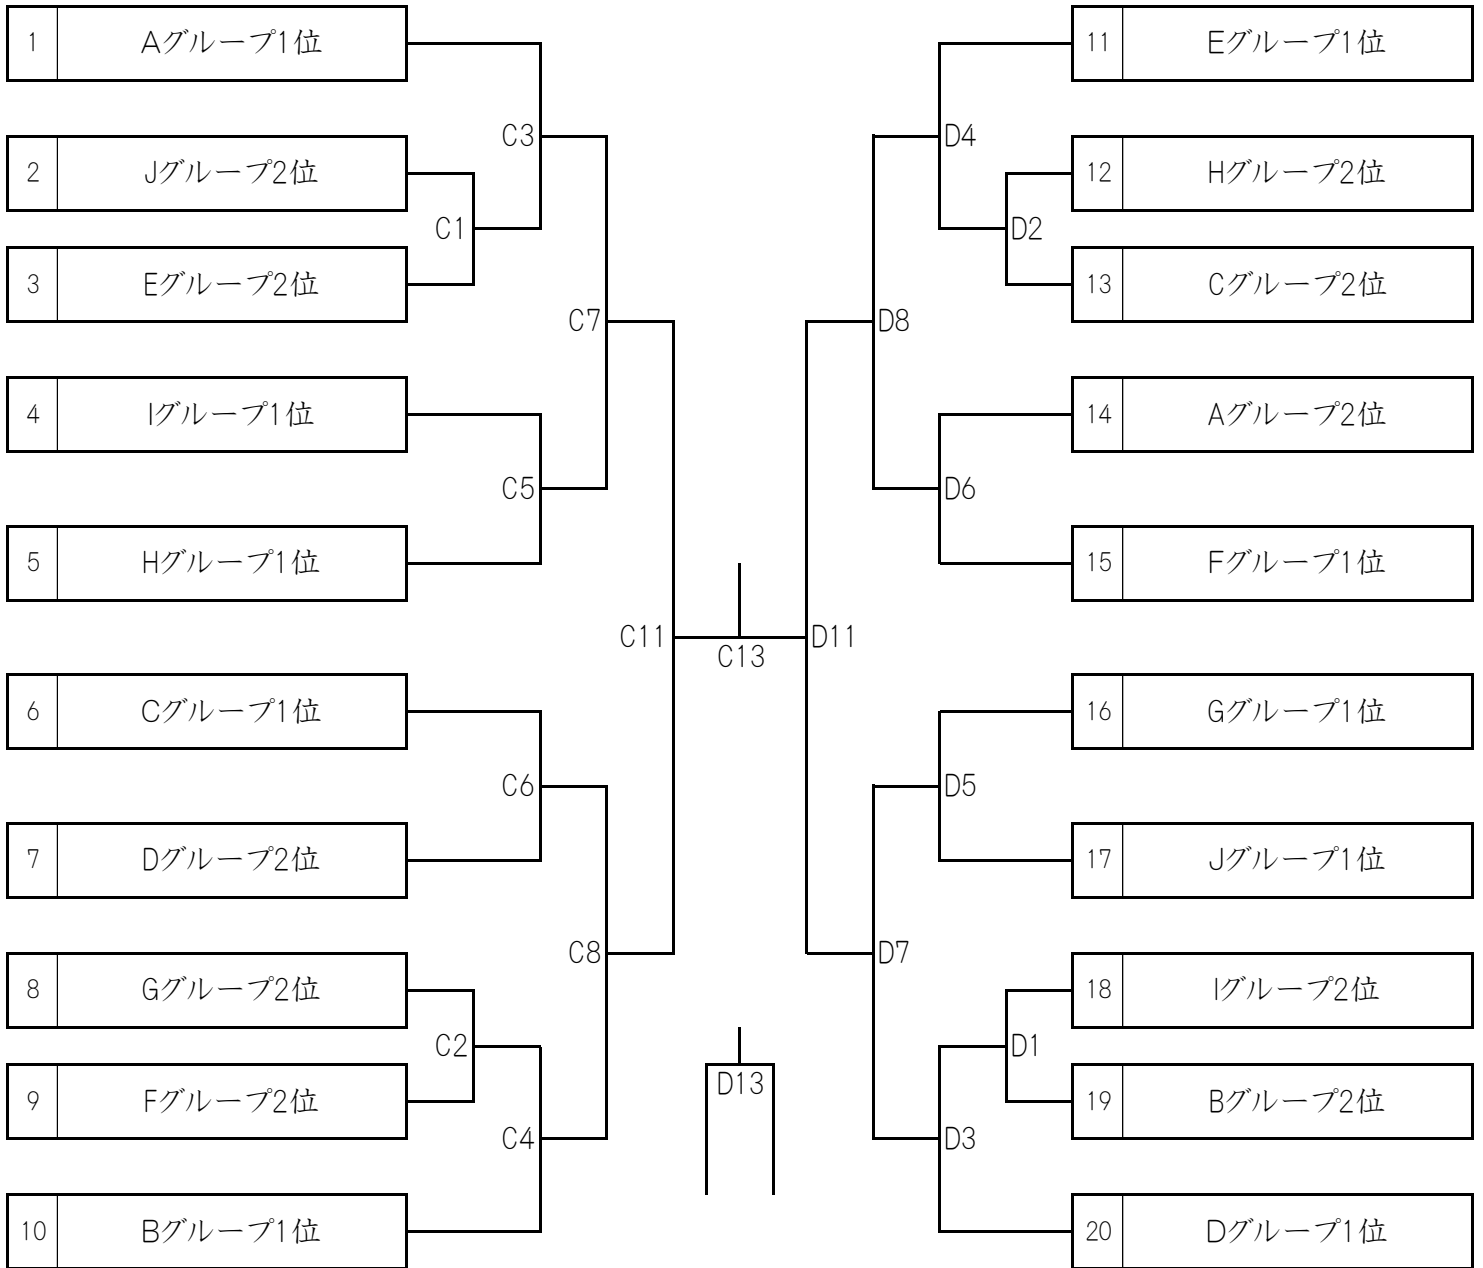 1 Aグループ1位
2 Jグループ2位
3 Eグループ2位
4 Iグループ1位
5 Hグループ1位
6 Cグループ1位
7 Dグループ2位
8 Gグループ2位
9 Fグループ2位
10 Bグループ1位
C3
C1
C7
C5
C11
C6
C8
C2
C4
C13
D13
D4
D2
D8
D6
D11
D5
D7
D1
D3
11 Eグループ1位
12 Hグループ2位
13 Cグループ2位
14 Aグループ2位
15 Fグループ1位
16 Gグループ1位
17 Jグループ1位
18 Iグループ2位
19 Bグループ2位
20 Dグループ1位